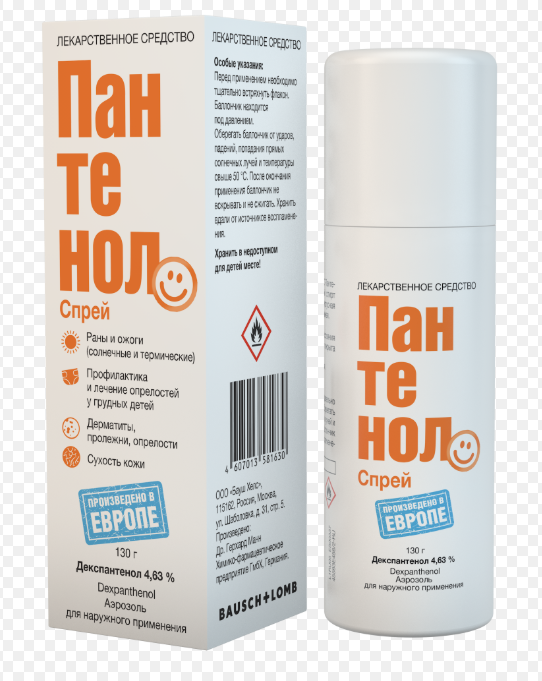 ЛЕКАРСТВЕННОЕ СРЕДСТВО
Пан
те
нол
Спрей
Раны и ожоги
(солнечные и термические)
Профилактика
и лечение опрелостей
у грудных детей
Дерматиты,
пролежни, опрелости
Сухость кожи
ПРОИЗВЕДЕНО В
ЕВРОПЕ
130 г
Декспантенол 4,63 %
Dexpanthenol
Аэрозоль
для наружного применения
ЛЕКАРСТВЕННОЕ СРЕДСТВО
Особые указания:
Перед применением необходимо
тщательно встряхнуть флакон.
Баллончик находится
под давлением.
Оберегать баллончик от ударов,
падений, попадания прямых
солнечных лучей и температуры
свыше 50 °С. После окончания
применения баллончик не
вскрывать и не сжигать. Хранить
вдали от источников воспламене-
ния.
Хранить в недоступном
для детей месте!
4 607013 581630
ООО «Бауш Хелс»,
115162, Россия, Москва,
ул. Шаболовка, д. 31, стр. 5.
Произведено:
Др. Герхард Манн
Химико-фармацевтическое
предприятие ГмбХ, Германия.
BAUSCH+LOMB
ЛЕКАРСТВЕННОЕ СРЕДСТВО
Пан
те
нол
Спрей
ПРОИЗВЕДЕНО В
ЕВРОПЕ
130 г
Декспантенол 4,63 %
Dexpanthenol
Аэрозоль
для наружного применения